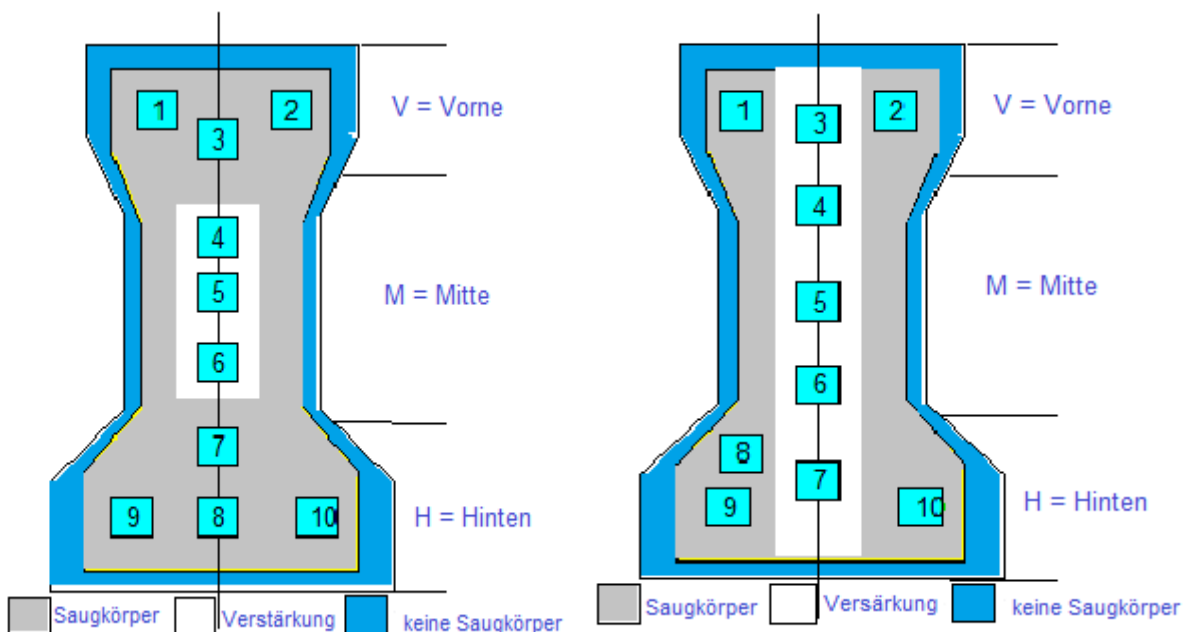 1
2
3
V = Vorne
4
5
6
M = Mitte
7
9
8
10
H = Hinten
Saugkörper
Verstärkung
keine Saugkörper
1
2
3
V = Vorne
4
5
6
M = Mitte
8
7
9
10
H = Hinten
Saugkörper
Versärkung
keine Saugkörper